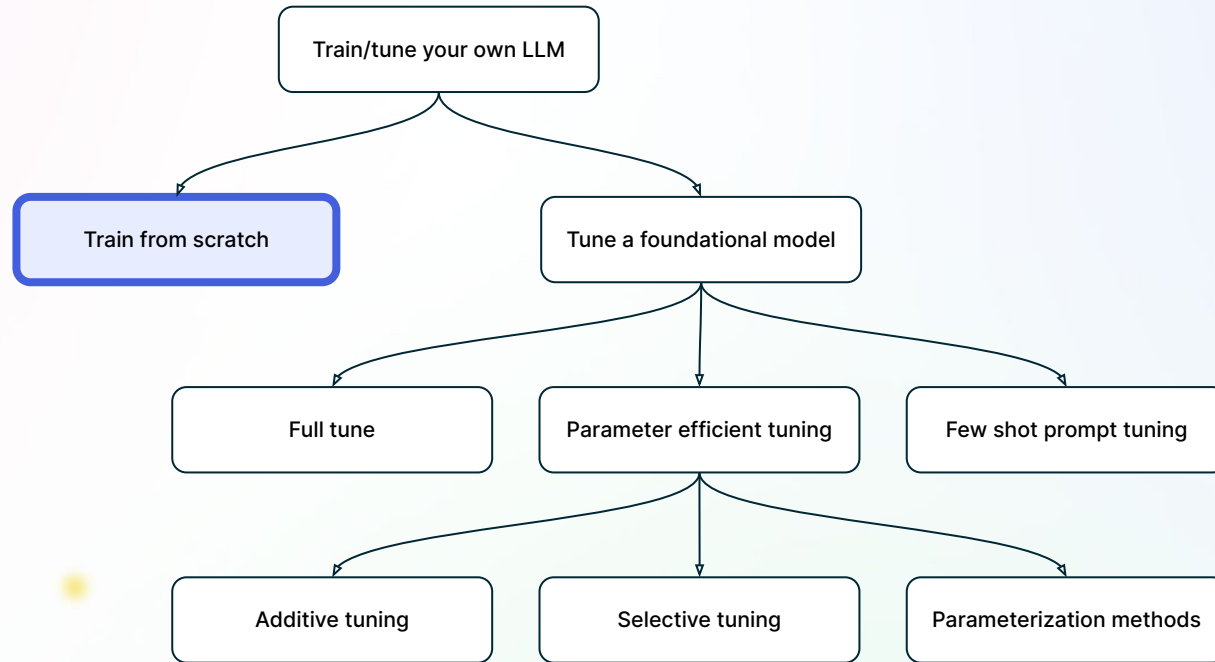 Train/tune your own LLM
Train from scratch
Tune a foundational model
Full tune
Parameter efficient tuning
Few shot prompt tuning
Additive tuning
Selective tuning
Parameterization methods